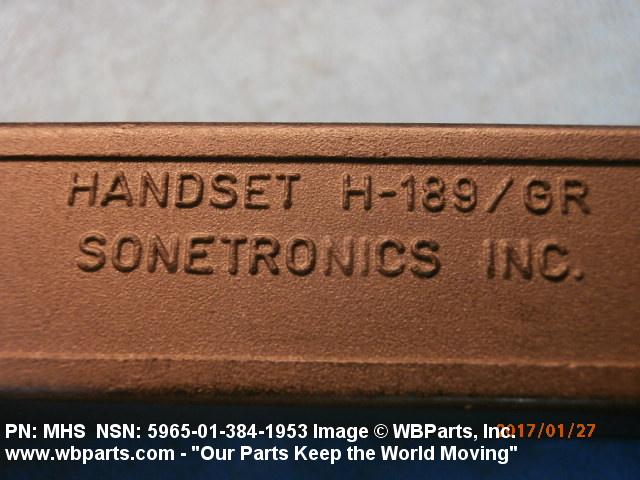 HANDSET H-189/GR
SONETRONICS INC.
PN: MHS NSN: 5965-01-384-1953 Image © WBParts, Inc.
2017/01/27
www.wbparts.com - "Our Parts Keep the World Moving"